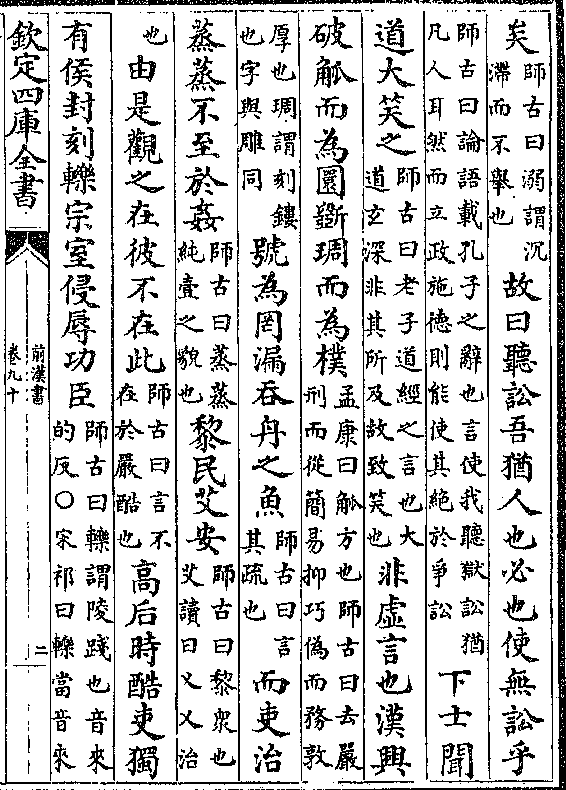 矣師古曰溺謂沉滯而不舉也故曰聽訟吾猶人也必也使無訟乎
師古曰論語載孔子之辭也言使我聽獄訟猶凡人耳然而立政施德則能使其絕於爭訟下士聞
道大笑之師古曰老子道經之言也大道玄深非其所及故致笑也非虛言也漢興
破觚而為圜斲琱而為樸孟康曰觚方也師古曰去嚴刑而從簡易抑巧偽而務敦
厚也琱謂刻鏤也字與雕同號為罔漏吞舟之魚師古曰言其疏也而吏治
蒸蒸不至於姦師古曰蒸蒸純壹之貌也黎民艾安師古曰黎衆也艾讀曰乂乂治
也由是觀之在彼不在此師古曰言不在於嚴酷也高后時酷吏獨
有侯封刻轢宗室侵辱功臣師古曰轢謂陵踐也音來的反○宋祁曰轢當音來
欽定四庫全書
前漢書
卷九十
二